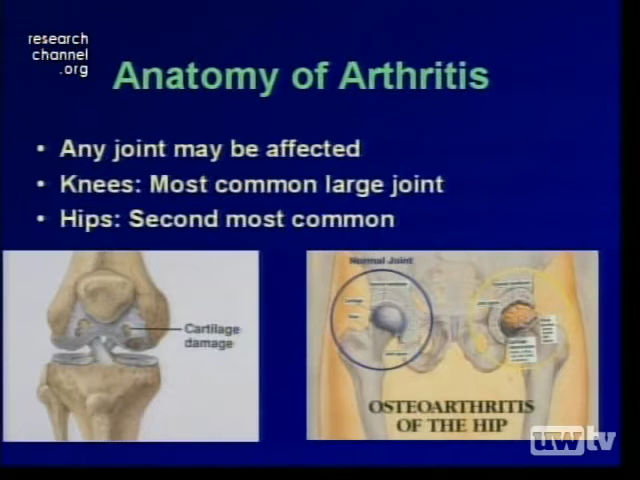 research
channel
.org
Anatomy of Arthritis
• Any joint may be affected
• Knees: Most common large joint
• Hips: Second most common
Cartilage
damage
Normal Joint
OSTEOARTHRITIS
OF THE HIP
uwtv